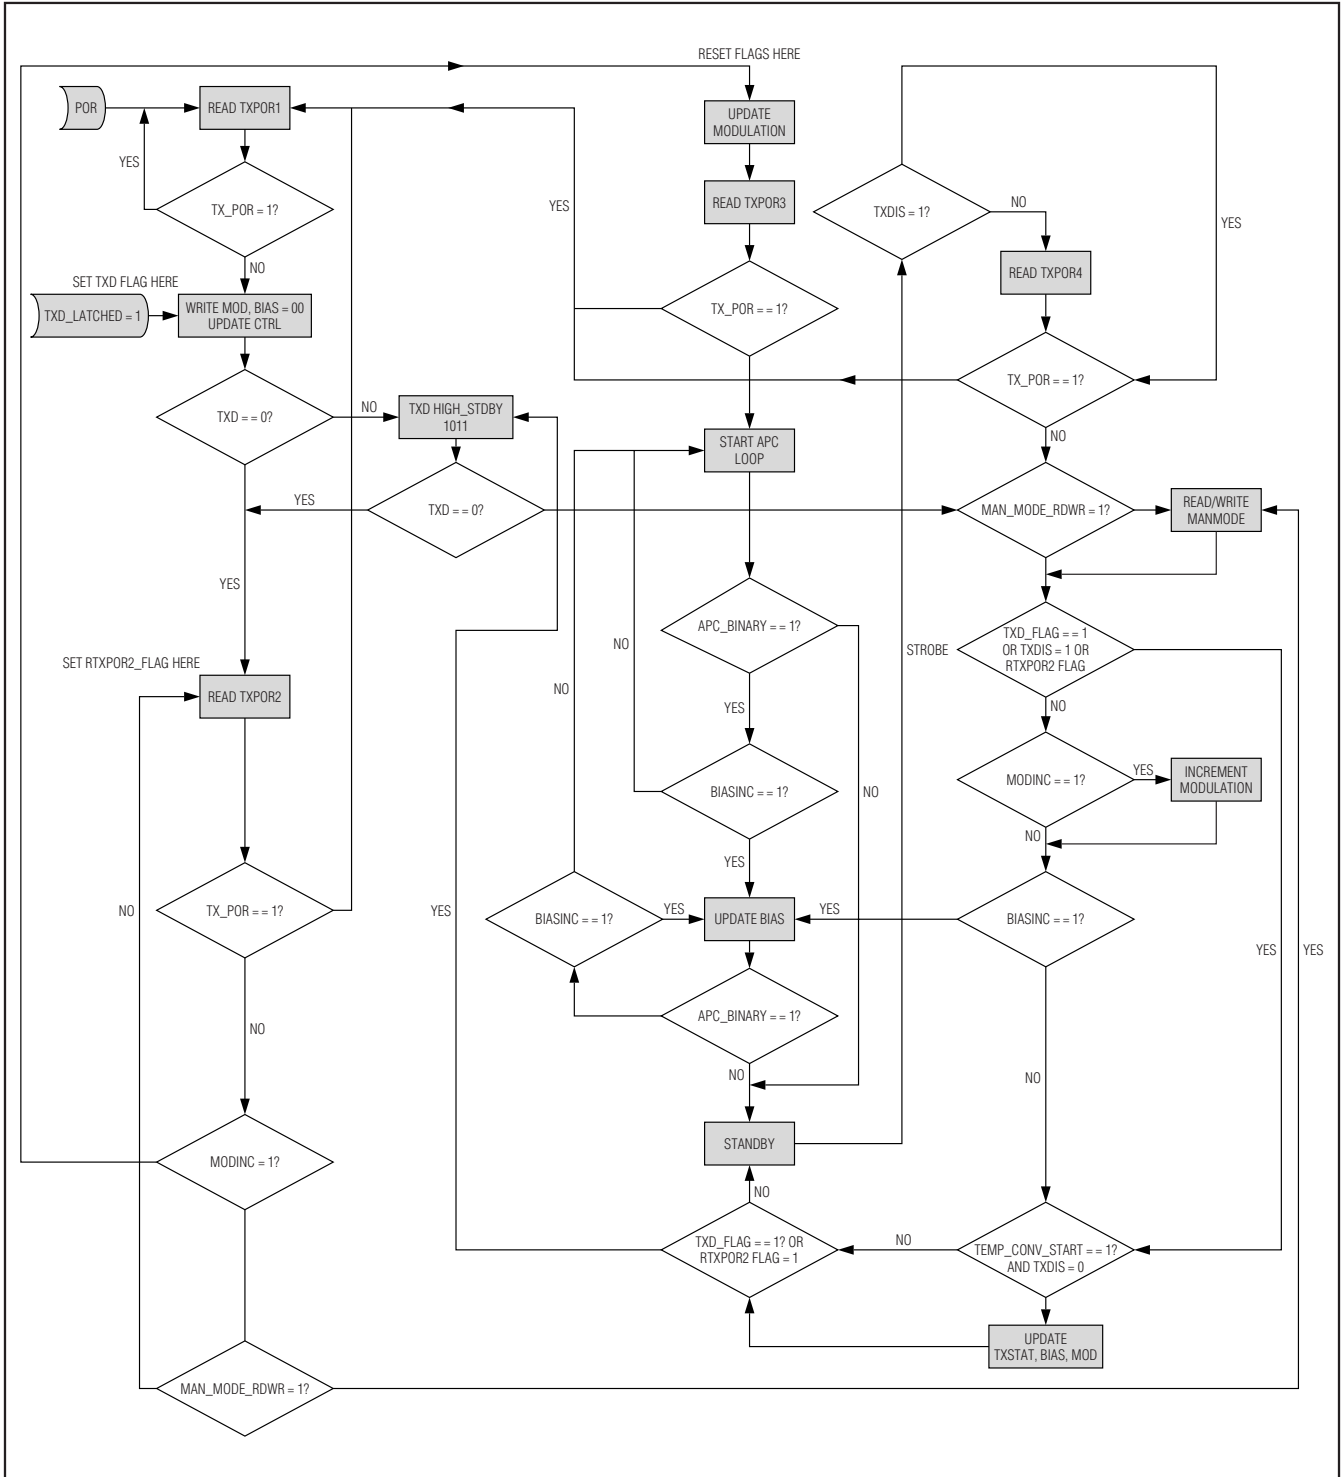 RESET FLAGS HERE
POR
READ TXPOR1
UPDATE
MODULATION
YES
TX_POR = 1?
READ TXPOR3
YES
TXDIS = 1?
NO
YES
NO
READ TXPOR4
SET TXD FLAG HERE
TXD_LATCHED = 1
WRITE MOD, BIAS = 00
UPDATE CTRL
TX_POR = = 1?
TX_POR = = 1?
TXD = = 0?
NO
TXD HIGH_STDBY
1011
START APC
LOOP
NO
YES
TXD = = 0?
MAN_MODE_RDWR = 1?
READ/WRITE
MANMODE
YES
APC_BINARY = = 1?
NO
STROBE
TXD_FLAG = = 1
OR TXDIS = 1 OR
RTXPOR2 FLAG
SET RTXPOR2_FLAG HERE
READ TXPOR2
NO
YES
NO
BIASINC = = 1?
NO
MODINC = = 1?
YES
INCREMENT
MODULATION
NO
YES
NO
TX_POR = = 1?
YES
BIASINC = = 1?
YES
UPDATE BIAS
YES
BIASINC = = 1?
YES
YES
NO
APC_BINARY = = 1?
NO
NO
MODINC = 1?
STANDBY
NO
TXD_FLAG = = 1? OR
RTXPOR2 FLAG = 1
NO
TEMP_CONV_START = = 1?
AND TXDIS = 0
UPDATE
TXSTAT, BIAS, MOD
MAN_MODE_RDWR = 1?